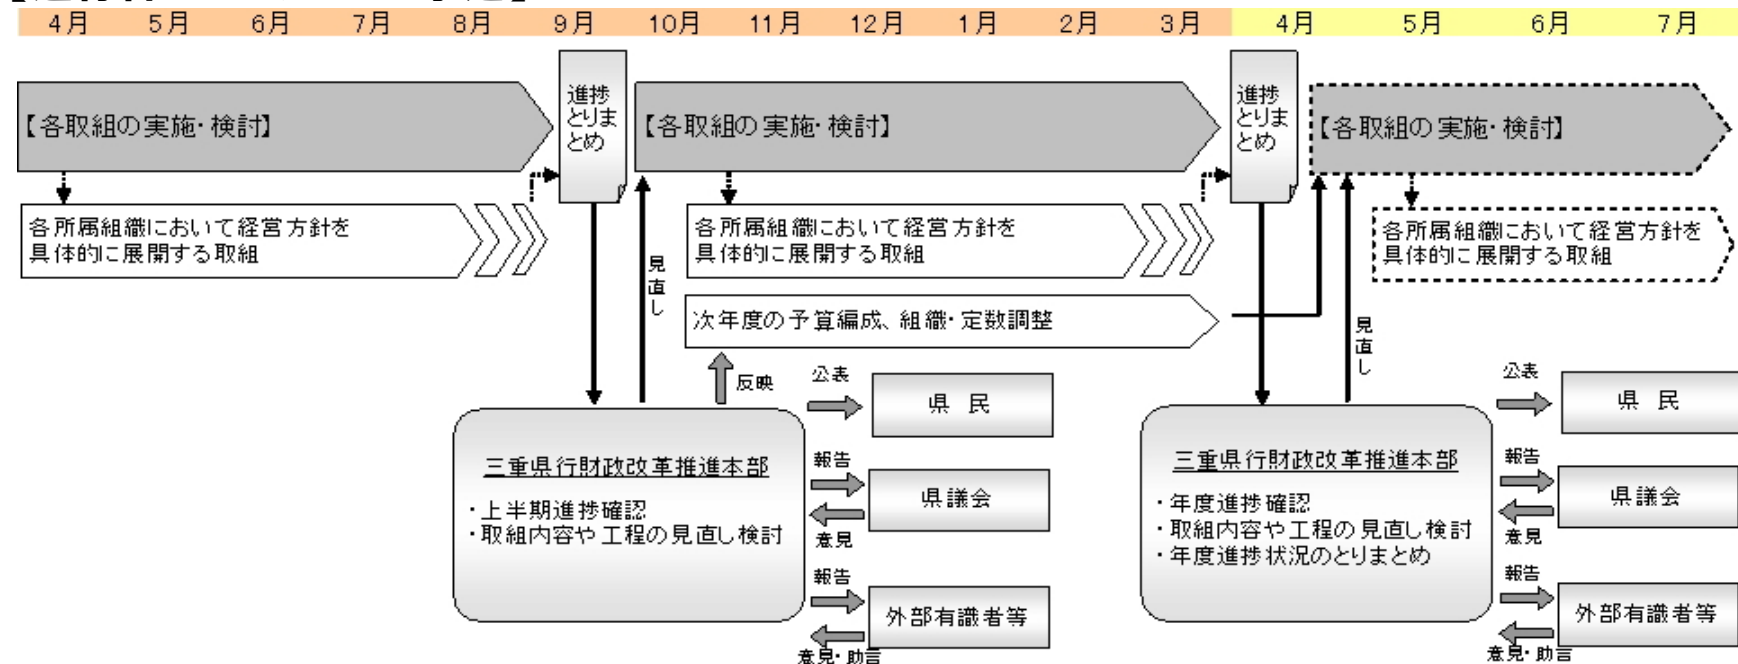 4月 5月 6月 7月 8月 9月 10月 11月 12月 1月 2月 3月 4月 5月 6月 7月
【各取組の実施・検討】
進捗
とりま
とめ
【各取組の実施・検討】
進捗
とりま
とめ
【各取組の実施・検討】
各所属組織において経営方針を
具体的に展開する取組
各所属組織において経営方針を
具体的に展開する取組
各所属組織において経営方針を
具体的に展開する取組
見直し
次年度の予算編成、組織・定数調整
見直し
反映
三重県行財政改革推進本部
・上半期進捗確認
・取組内容や工程の見直し検討
公表
県 民
報告
県議会
意見
報告
外部有識者等
意見・助言
三重県行財政改革推進本部
・年度進捗確認
・取組内容や工程の見直し検討
・年度進捗状況のとりまとめ
公表
県 民
報告
県議会
意見
報告
外部有識者等
意見・助言